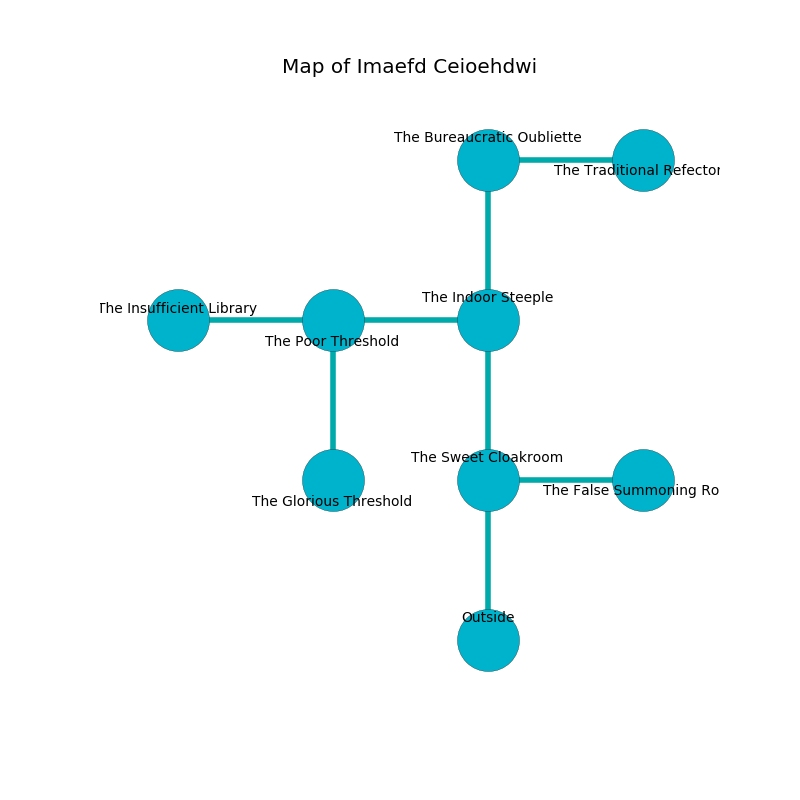 Map of Imaefd Ceioehdwi
The Bureaucratic Oubliette
The Traditional Refector
The Indoor Steeple
The Insufficient Library
The Poor Threshold
The Sweet Cloakroom
The False Summoning Ro
The Glorious Threshold
Outside